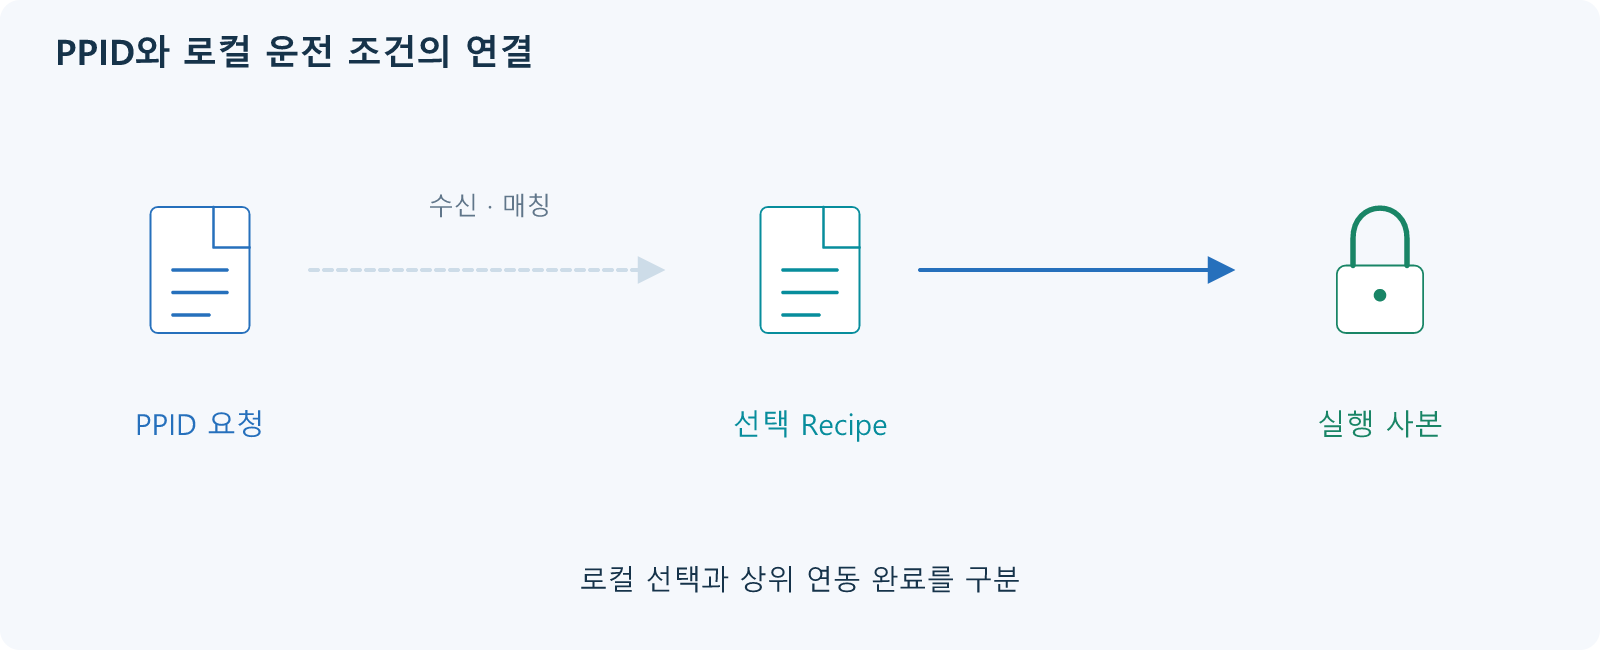 PPID와 로컬 운전 조건의 연결
수신 · 매칭
PPID 요청
선택 Recipe
실행 사본
로컬 선택과 상위 연동 완료를 구분